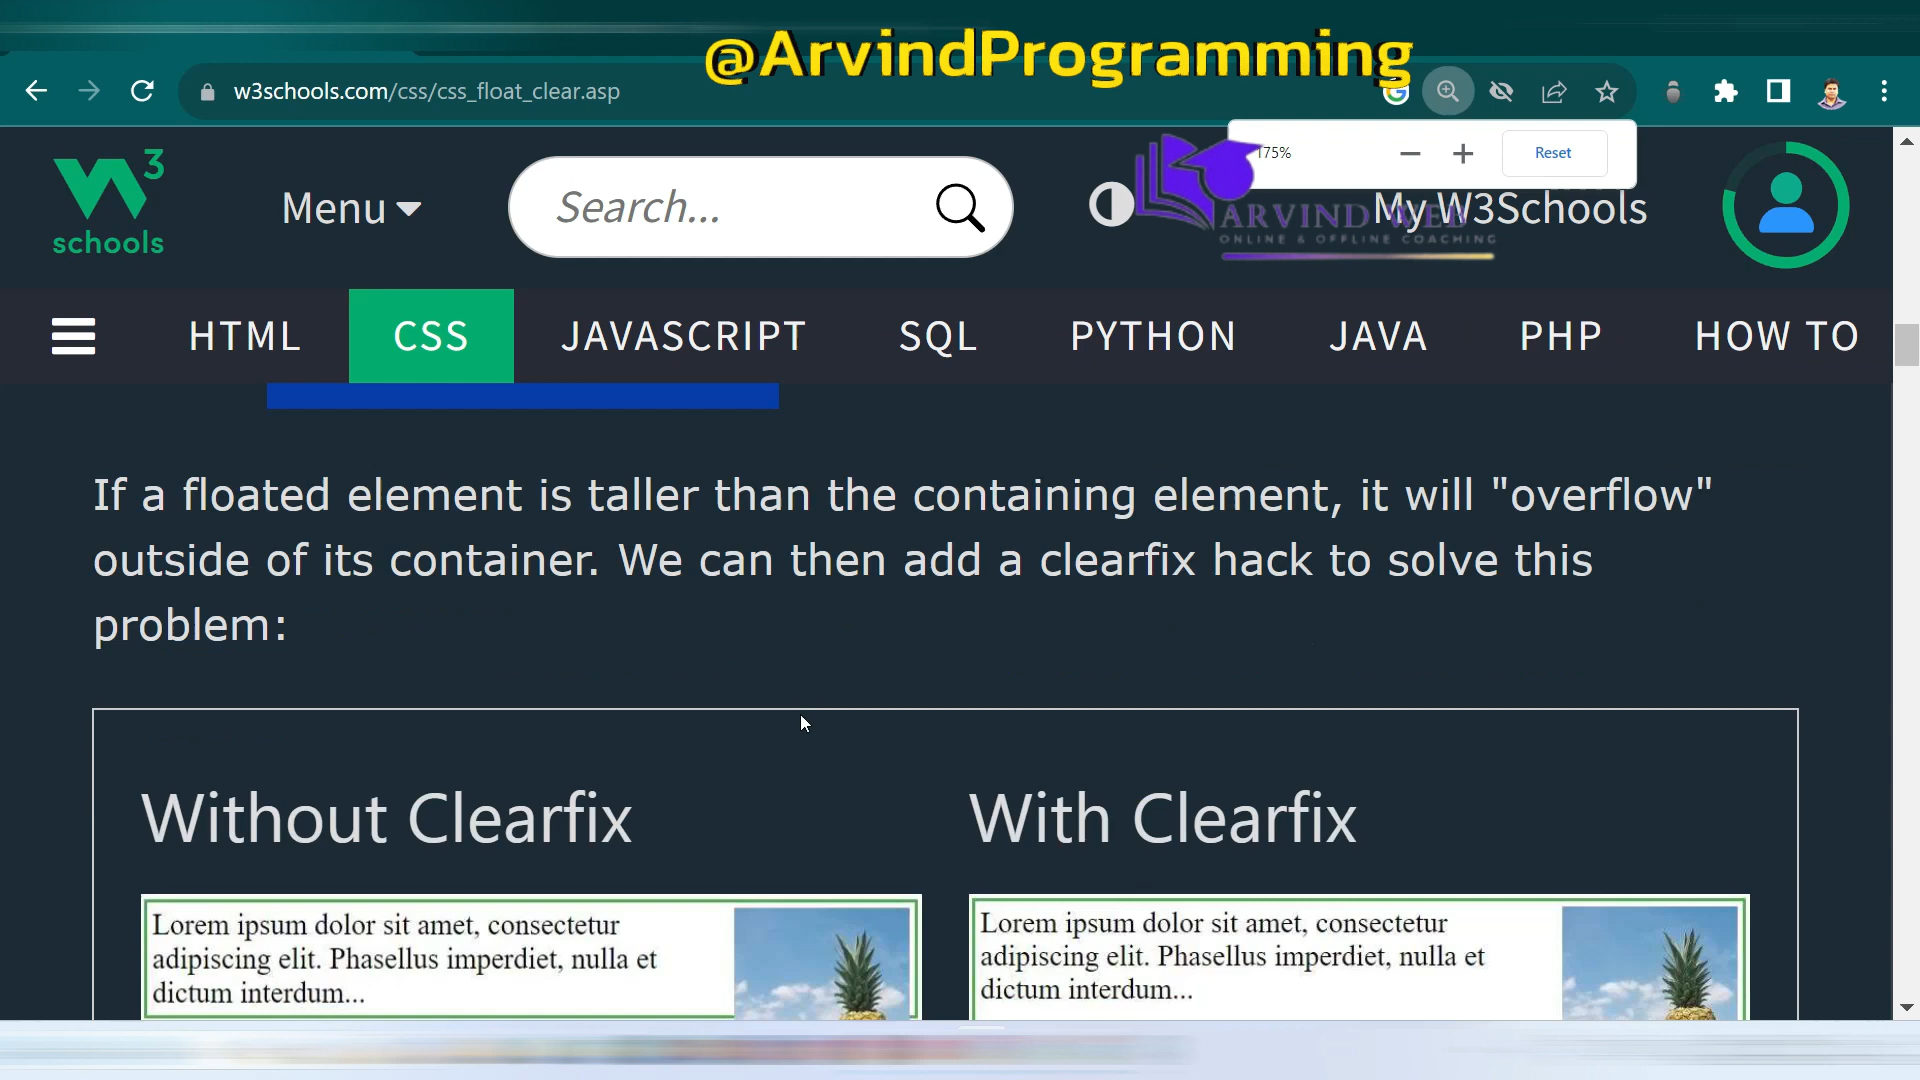 @ArvindProgramming
w3schools.com/css/css_float_clear.asp
175%
Reset
3
schools
Menu
Search...
ARVIND WEB
My W3Schools
ONLINE & OFFLINE COACHING
HTML
CSS
JAVASCRIPT
SQL
PYTHON
JAVA
PHP
HOW TO
If a floated element is taller than the containing element, it will "overflow"
outside of its container. We can then add a clearfix hack to solve this
problem:
Without Clearfix
With Clearfix
Lorem ipsum dolor sit amet, consectetur
adipiscing elit. Phasellus imperdiet, nulla et
dictum interdum...
Lorem ipsum dolor sit amet, consectetur
adipiscing elit. Phasellus imperdiet, nulla et
dictum interdum...